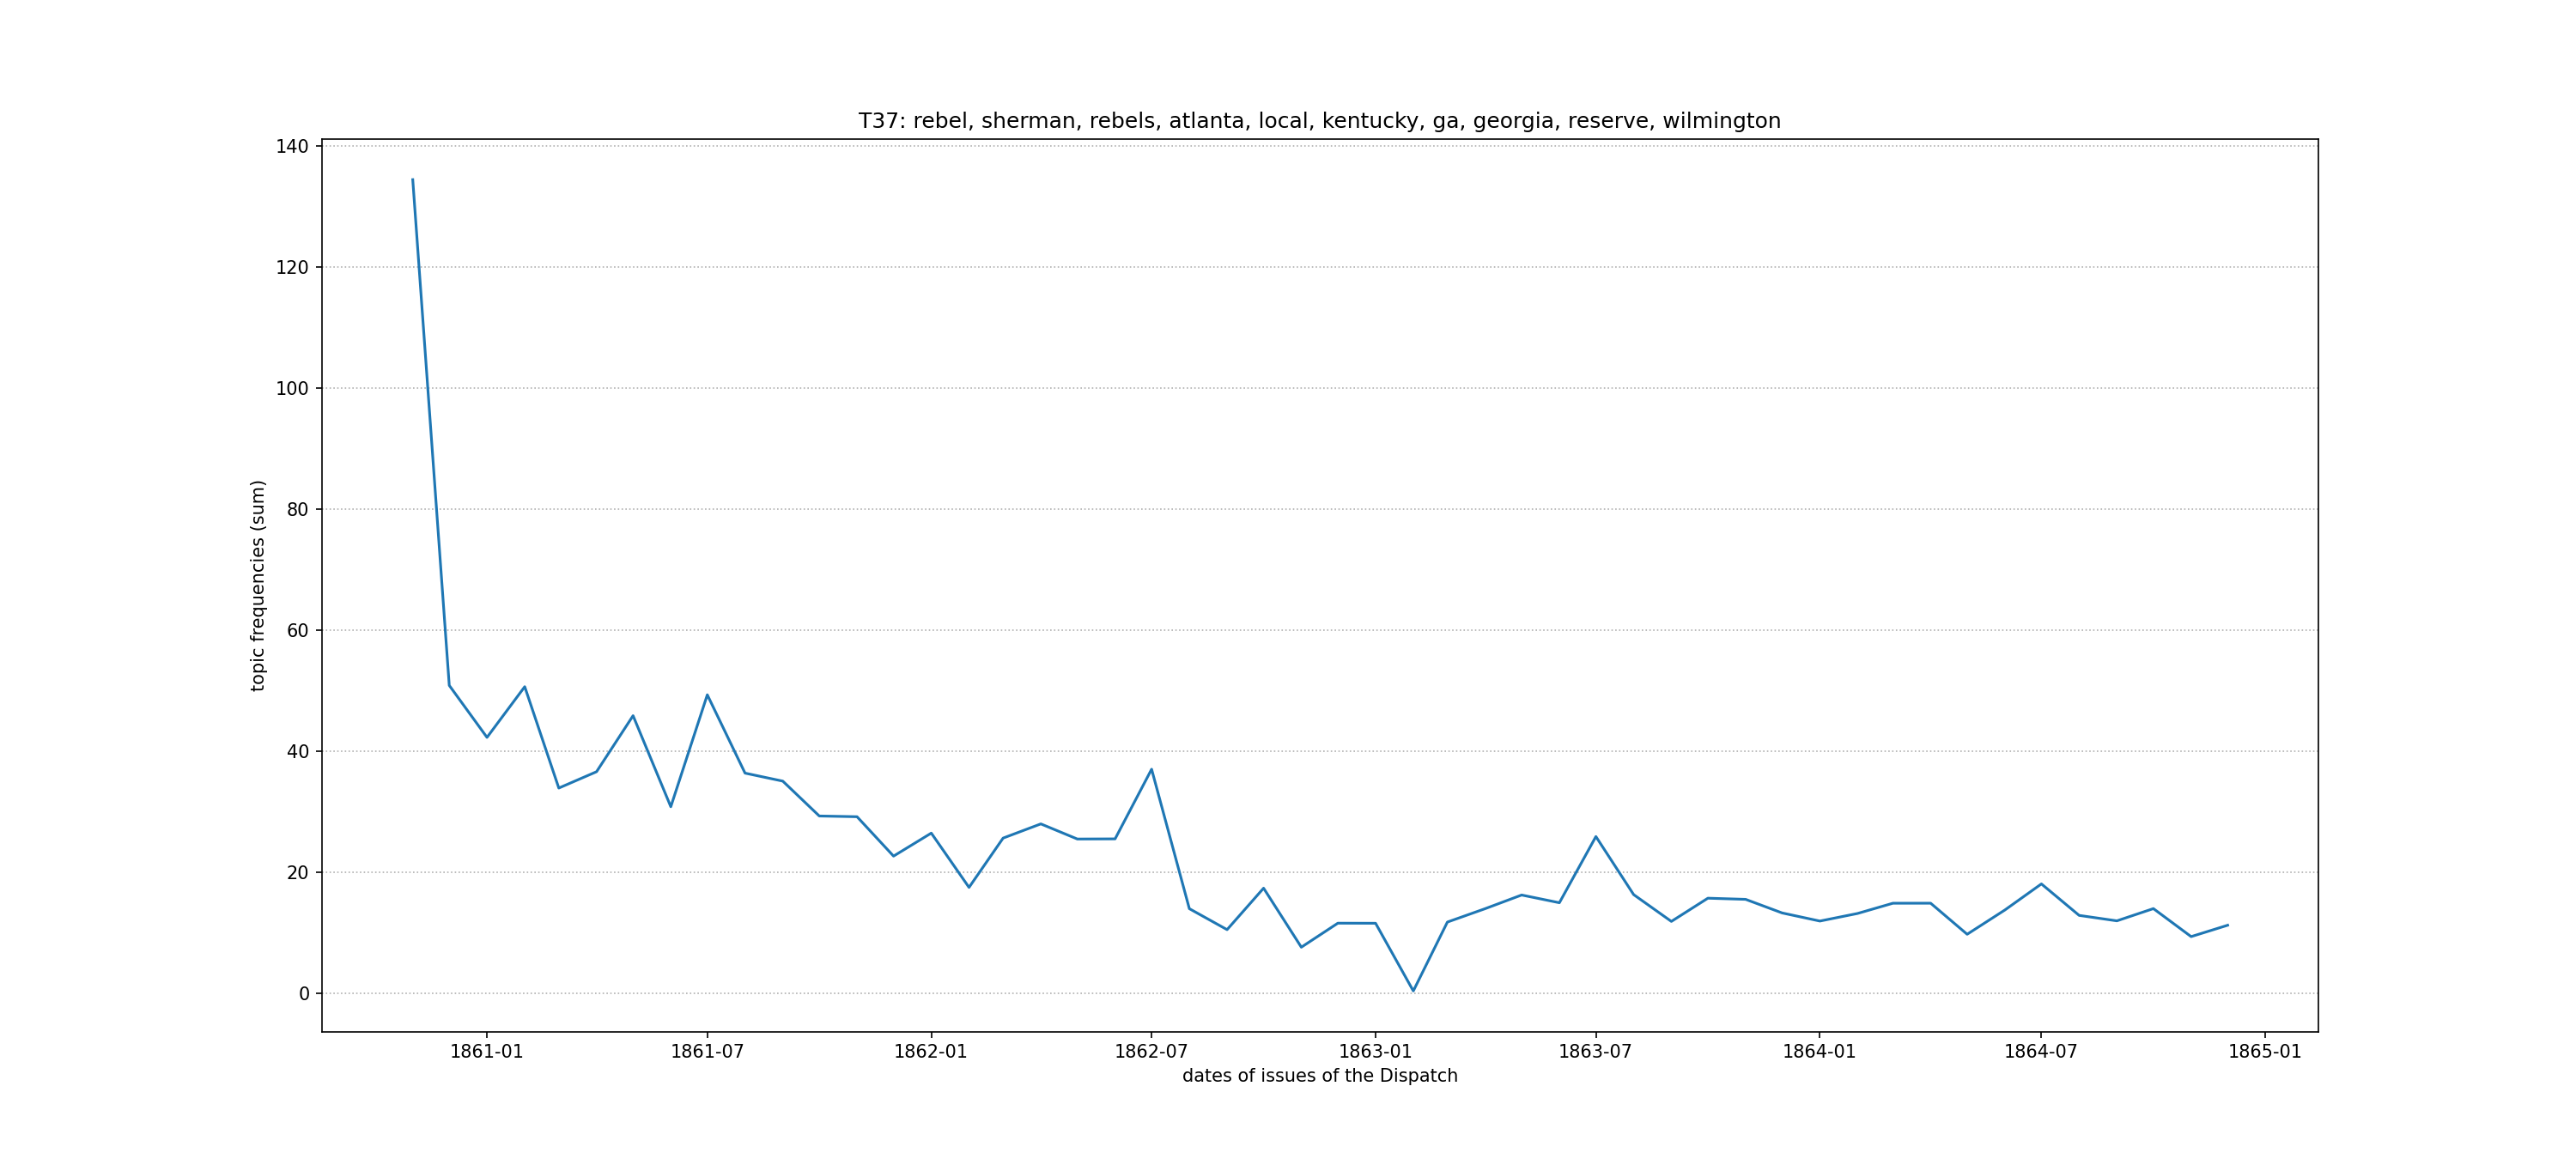 T37: rebel, sherman, rebels, atlanta, local, kentucky, ga, georgia, reserve, wilmington
140
120
100
80
60
40
20
0
topic frequencies (sum)
1861-01 1861-07 1862-01 1862-07 1863-01 1863-07 1864-01 1864-07 1865-01
dates of issues of the Dispatch